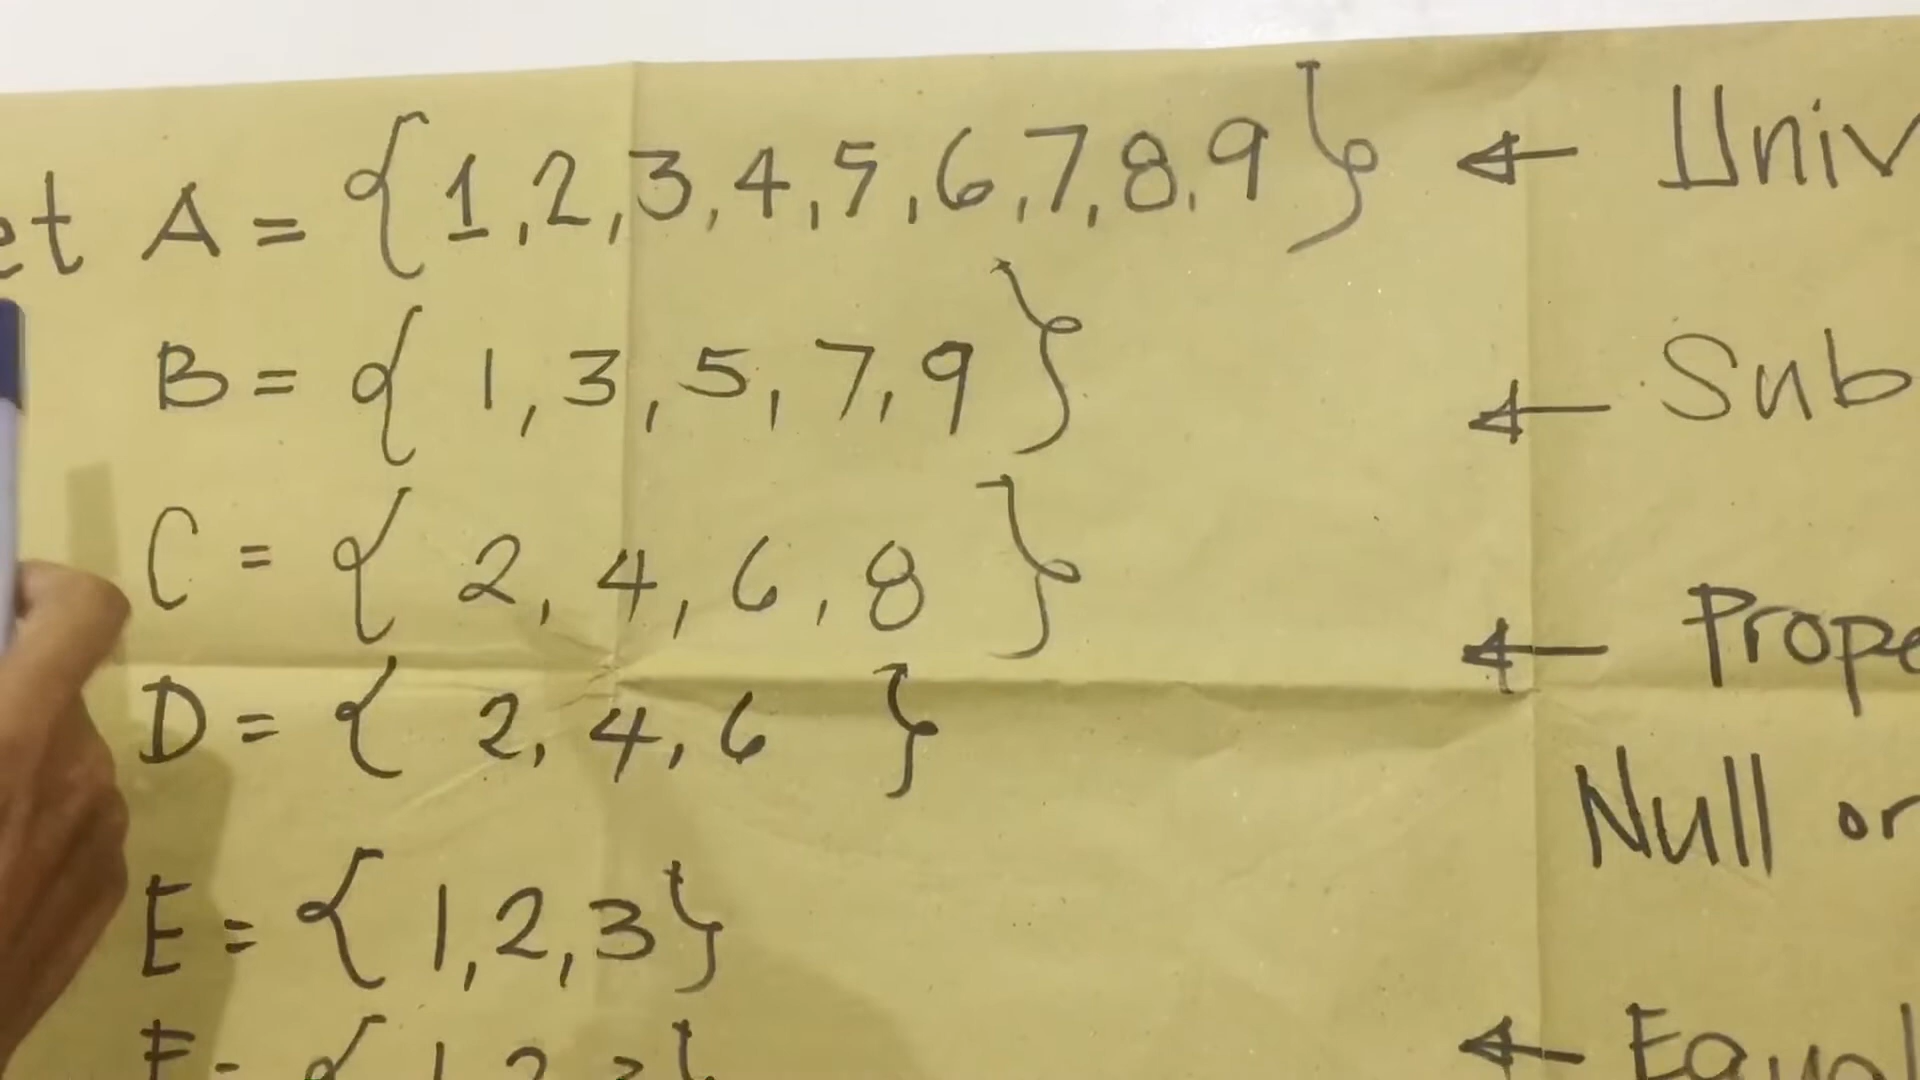 et A = {1,2,3,4,5,6,7,8,9} ← Univ
B = { 1, 3, 5, 7, 9 } ← Sub
C = { 2, 4, 6, 8 }
← Prope
D = { 2, 4, 6 }
Null or
E = { 1,2,3}
← Equal